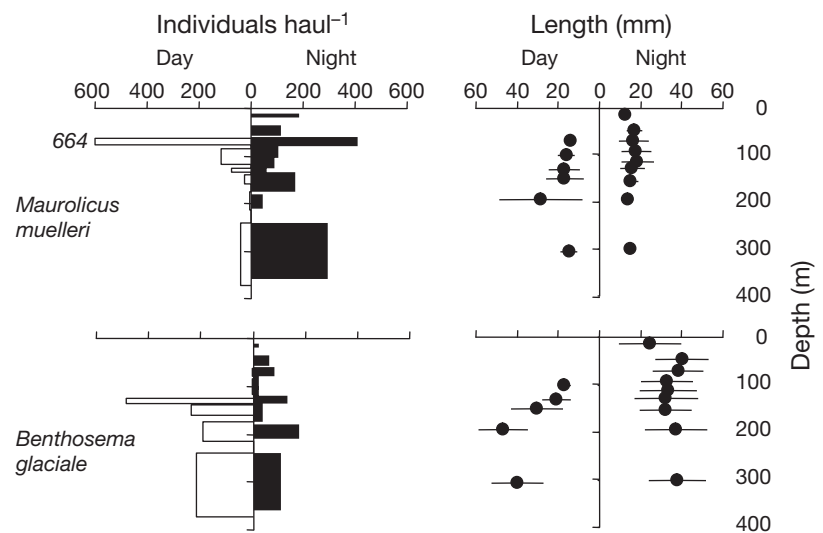 Individuals haul⁻¹ Length (mm)
Day Night Day Night
600 400 200 0 200 400 600 60 40 20 0 20 40 60
0
664
100
Maurolicus
muelleri
200
300
400
Depth (m)
0
100
Benthosema
glaciale
200
300
400